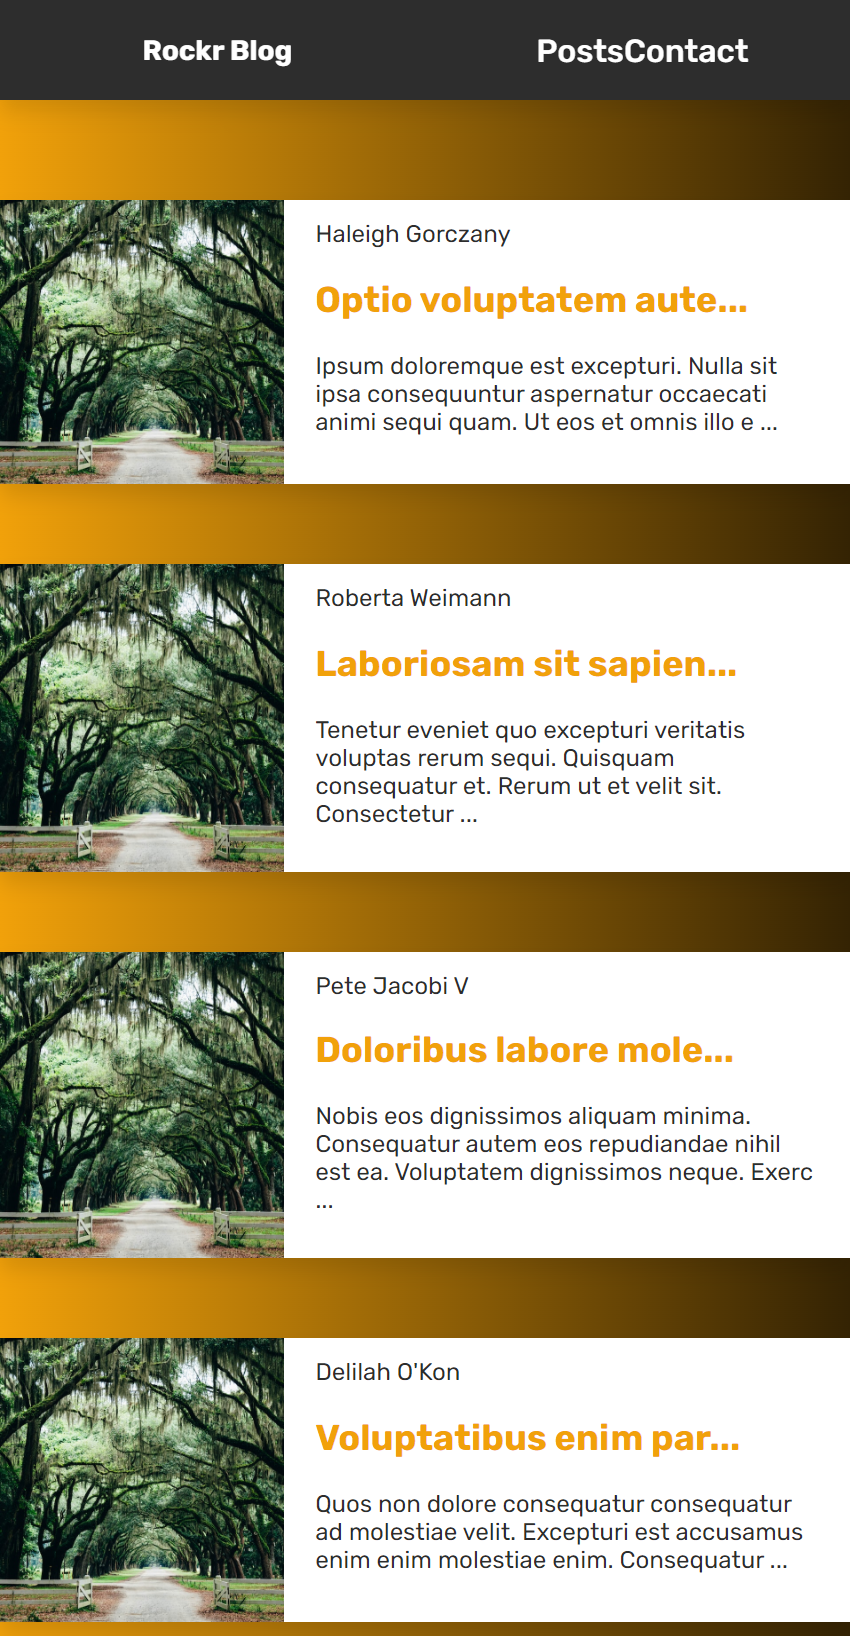 Rockr Blog
PostsContact
Haleigh Gorczany
Optio voluptatem aute...
Ipsum doloremque est excepturi. Nulla sit
ipsa consequuntur aspernatur occaecati
animi sequi quam. Ut eos et omnis illo e ...
Roberta Weimann
Laboriosam sit sapien...
Tenetur eveniet quo excepturi veritatis
voluptas rerum sequi. Quisquam
consequatur et. Rerum ut et velit sit.
Consectetur ...
Pete Jacobi V
Doloribus labore mole...
Nobis eos dignissimos aliquam minima.
Consequatur autem eos repudiandae nihil
est ea. Voluptatem dignissimos neque. Exerc
...
Delilah O'Kon
Voluptatibus enim par...
Quos non dolore consequatur consequatur
ad molestiae velit. Excepturi est accusamus
enim enim molestiae enim. Consequatur ...